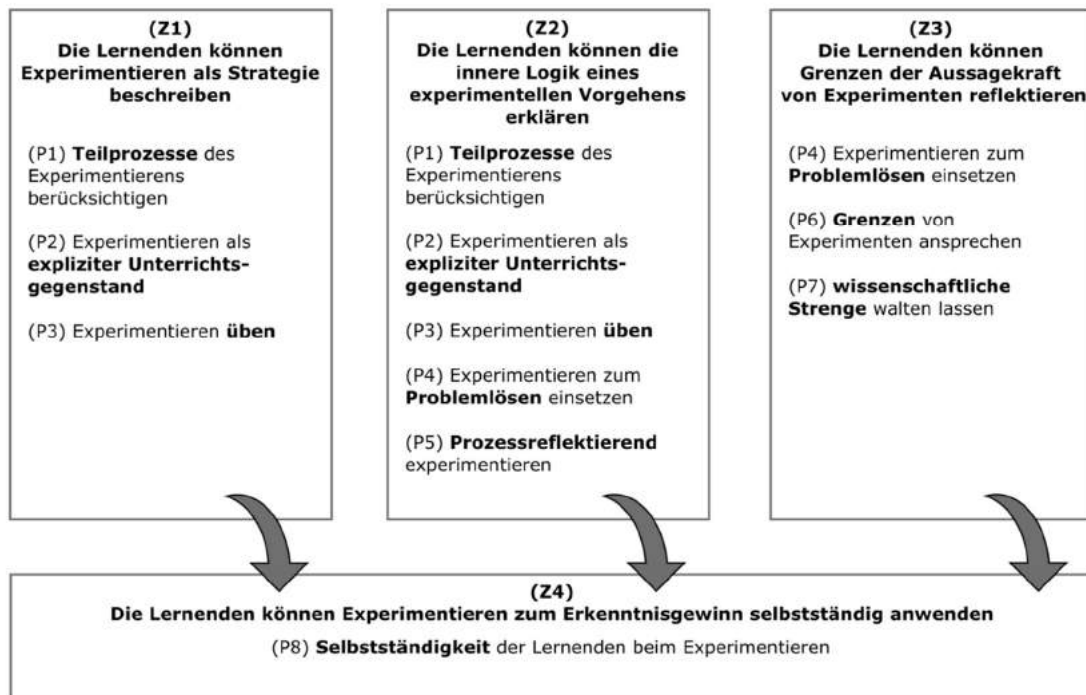 (Z1)
Die Lernenden können
Experimentieren als Strategie
beschreiben
(P1) Teilprozesse des
Experimentierens
berücksichtigen
(P2) Experimentieren als
expliziter Unterrichts-
gegenstand
(P3) Experimentieren üben
(Z2)
Die Lernenden können die
innere Logik eines
experimentellen Vorgehens
erklären
(P1) Teilprozesse des
Experimentierens
berücksichtigen
(P2) Experimentieren als
expliziter Unterrichts-
gegenstand
(P3) Experimentieren üben
(P4) Experimentieren zum
Problemlösen einsetzen
(P5) Prozessreflektierend
experimentieren
(Z3)
Die Lernenden können
Grenzen der Aussagekraft
von Experimenten reflektieren
(P4) Experimentieren zum
Problemlösen einsetzen
(P6) Grenzen von
Experimenten ansprechen
(P7) wissenschaftliche
Strenge walten lassen
(Z4)
Die Lernenden können Experimentieren zum Erkenntnisgewinn selbstständig anwenden
(P8) Selbstständigkeit der Lernenden beim Experimentieren